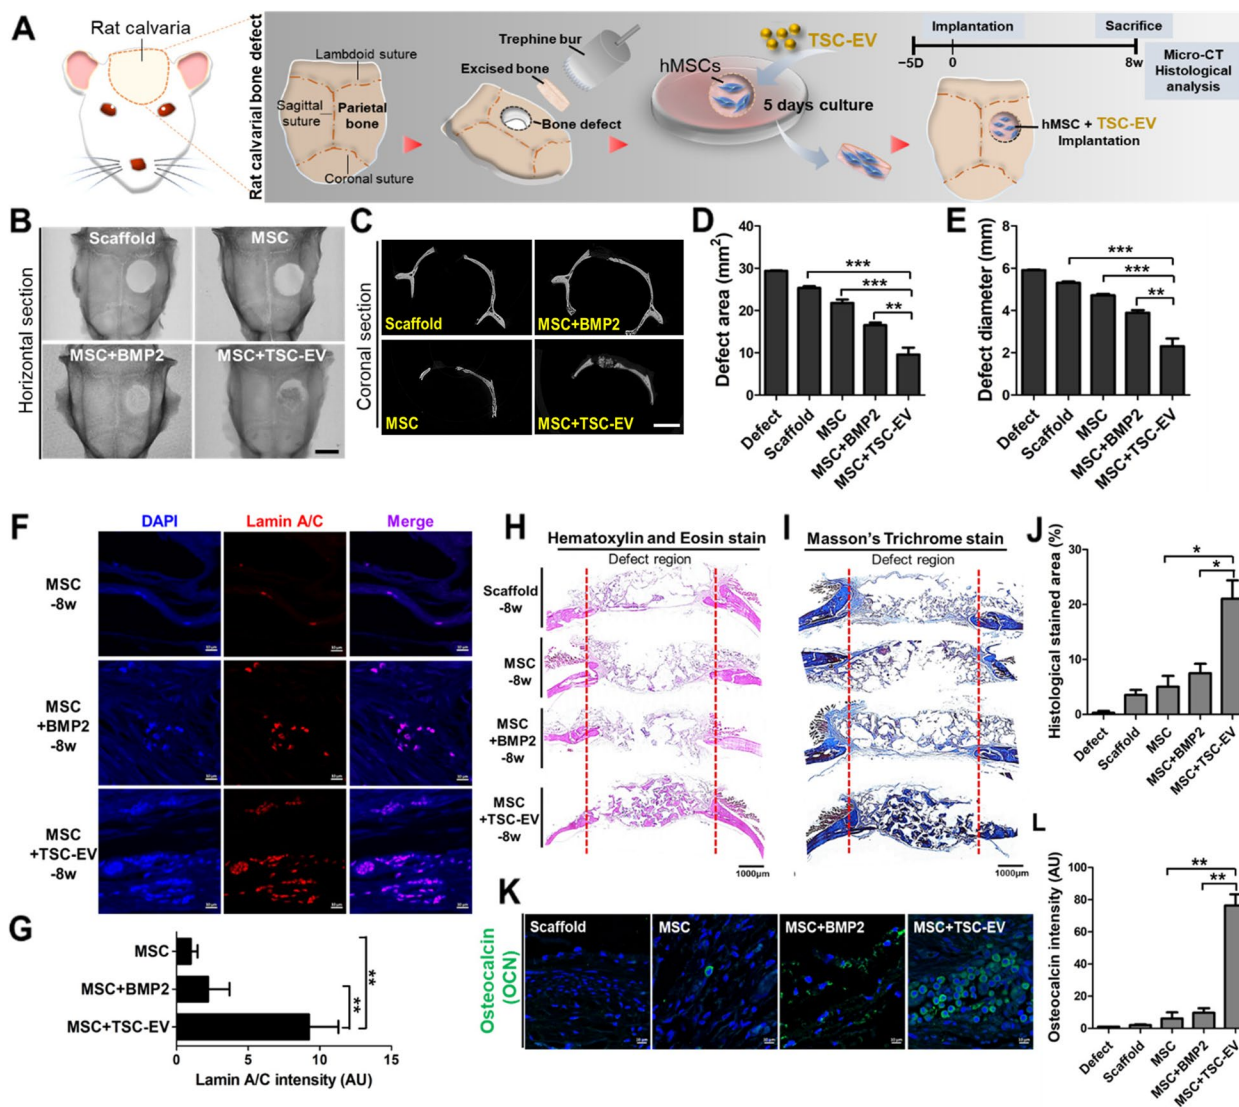 A
Rat calvaria
Rat calvarial bone defect
Lambdoid suture
Sagittal
suture
Parietal
bone
Coronal suture
Trephine bur
Excised bone
Bone defect
TSC-EV
hMSCs
5 days culture
Implantation
Sacrifice
−5D
0
8w
Micro-CT
Histological
analysis
hMSC + TSC-EV
Implantation
B
Horizontal section
Scaffold
MSC
MSC+BMP2
MSC+TSC-EV
C
Coronal section
Scaffold
MSC+BMP2
MSC
MSC+TSC-EV
D
Defect area (mm²)
40
30
20
10
0
***
***
**
Defect
Scaffold
MSC
MSC+BMP2
MSC+TSC-EV
E
Defect diameter (mm)
8
6
4
2
0
***
***
**
Defect
Scaffold
MSC
MSC+BMP2
MSC+TSC-EV
F
DAPI
Lamin A/C
Merge
MSC
-8w
MSC
+BMP2
-8w
MSC
+TSC-EV
-8w
G
MSC
MSC+BMP2
MSC+TSC-EV
**
**
0
5
10
15
Lamin A/C intensity (AU)
H
Hematoxylin and Eosin stain
Defect region
Scaffold
-8w
MSC
-8w
MSC
+BMP2
-8w
MSC
+TSC-EV
-8w
1000μm
I
Masson's Trichrome stain
Defect region
1000μm
J
Histological stained area (%)
30
20
10
0
*
*
Defect
Scaffold
MSC
MSC+BMP2
MSC+TSC-EV
K
Osteocalcin
(OCN)
Scaffold
MSC
MSC+BMP2
MSC+TSC-EV
L
Osteocalcin intensity (AU)
100
80
60
40
20
0
**
**
Defect
Scaffold
MSC
MSC+BMP2
MSC+TSC-EV